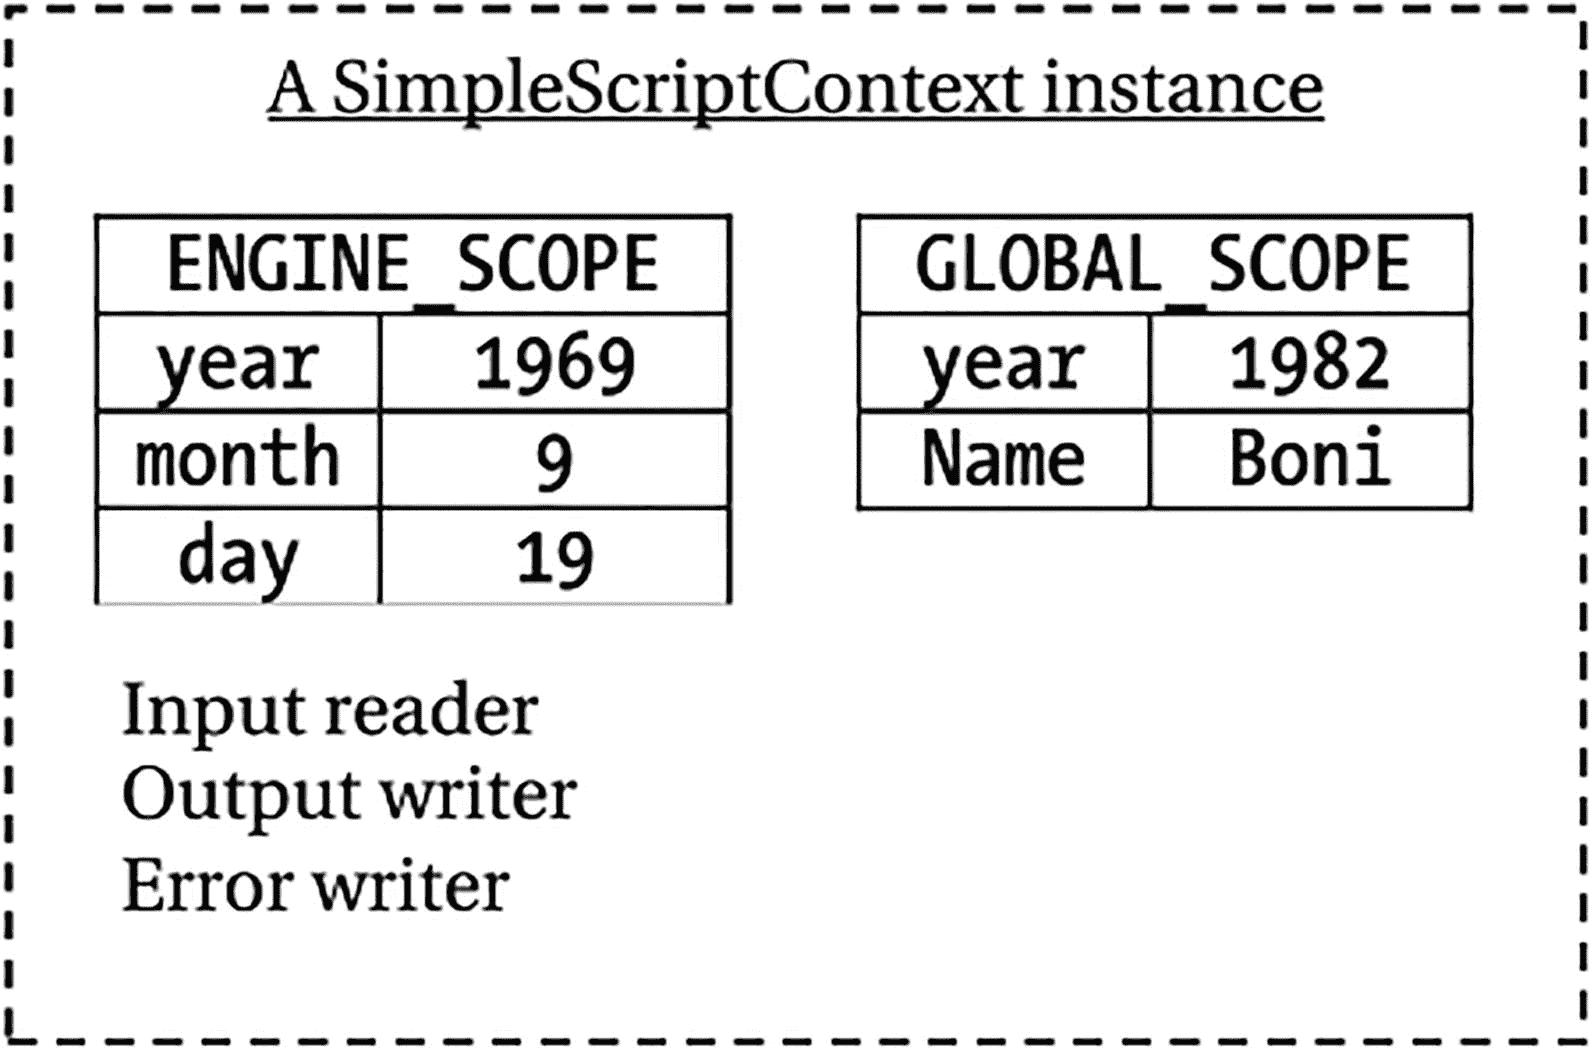 A SimpleScriptContext instance
ENGINE_SCOPE
year 1969
month 9
day 19
GLOBAL_SCOPE
year 1982
Name Boni
Input reader
Output writer
Error writer